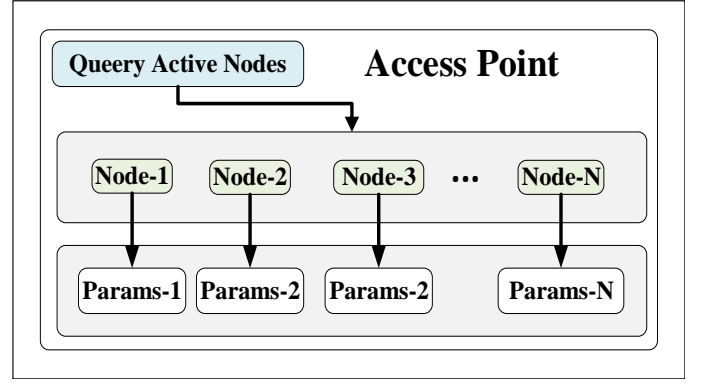 Queery Active Nodes
Access Point
Node-1 Node-2 Node-3 ... Node-N
Params-1 Params-2 Params-2 Params-N